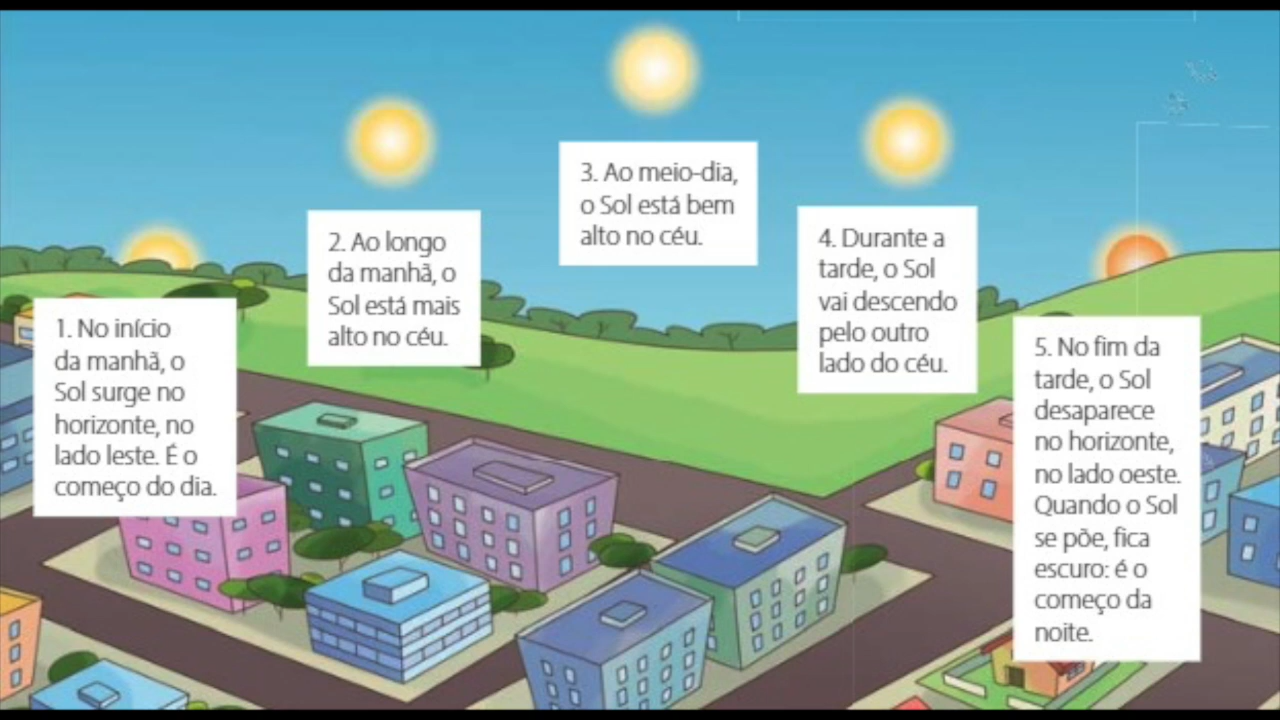 1. No início
da manhã, o
Sol surge no
horizonte, no
lado leste. É o
começo do dia.
2. Ao longo
da manhã, o
Sol está mais
alto no céu.
3. Ao meio-dia,
o Sol está bem
alto no céu.
4. Durante a
tarde, o Sol
vai descendo
pelo outro
lado do céu.
5. No fim da
tarde, o Sol
desaparece
no horizonte,
no lado oeste.
Quando o Sol
se põe, fica
escuro: é o
começo da
noite.